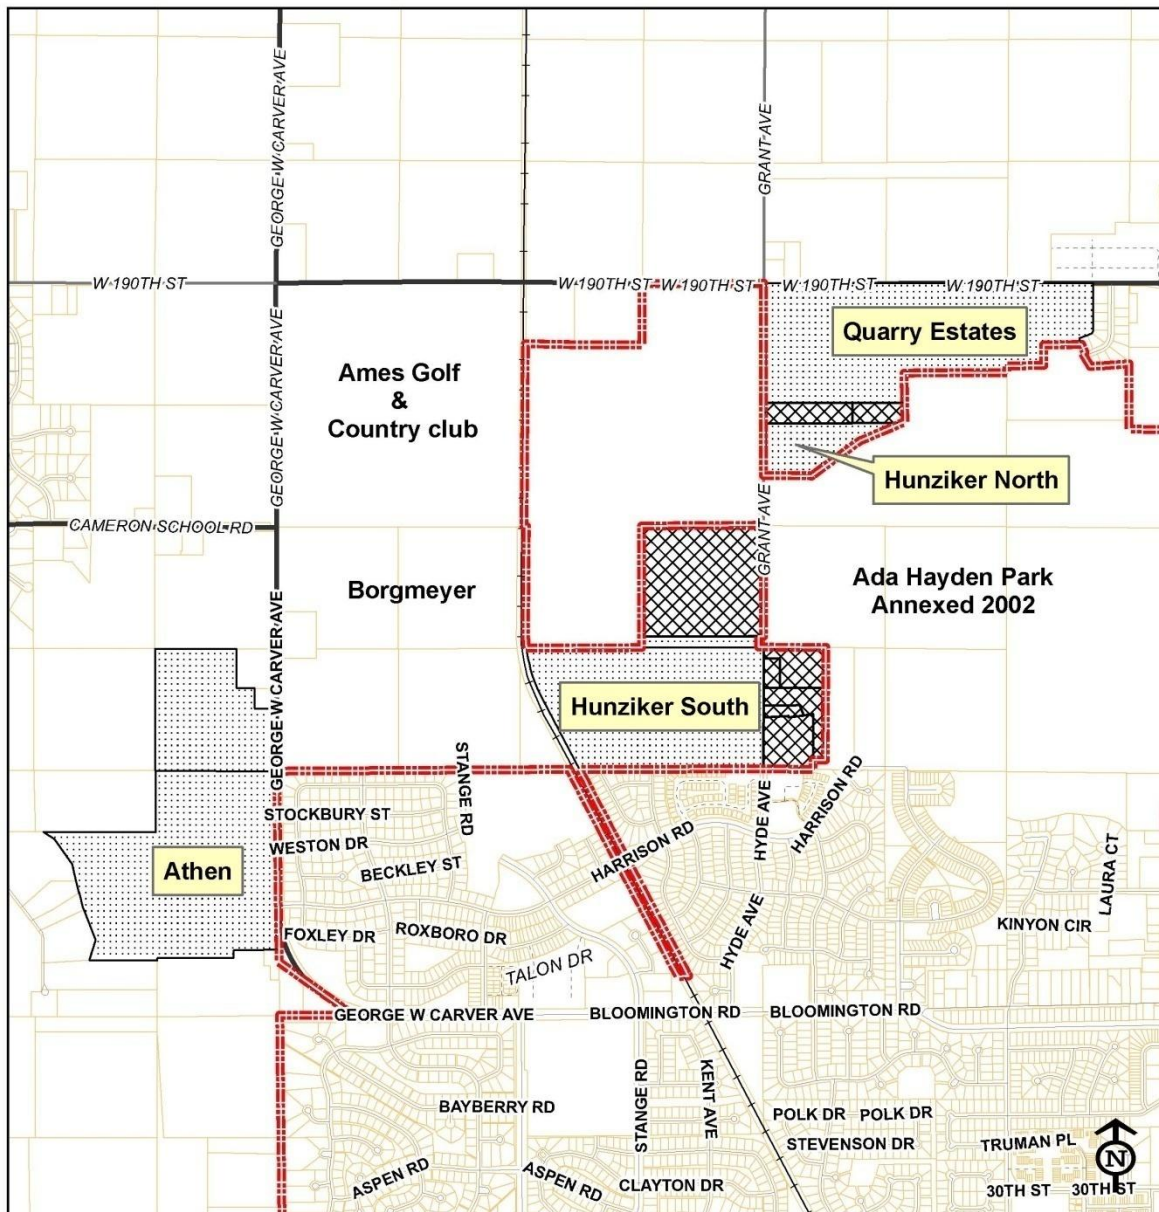 GEORGE W CARVER AVE
GRANT AVE
W 190TH ST
W 190TH ST
W 190TH ST
W 190TH ST
W 190TH ST
Quarry Estates
GEORGE W CARVER AVE
Ames Golf
&
Country club
Hunziker North
CAMERON SCHOOL RD
GRANT AVE
Borgmeyer
Ada Hayden Park
Annexed 2002
GEORGE W CARVER AVE
Hunziker South
STANGE RD
STOCKBURY ST
WESTON DR
BECKLEY ST
HARRISON RD
HYDE AVE
HARRISON RD
Athen
LAURA CT
FOXLEY DR
ROXBORO DR
HYDE AVE
KINYON CIR
TALON DR
GEORGE W CARVER AVE
BLOOMINGTON RD
BLOOMINGTON RD
STANGE RD
KENT AVE
BAYBERRY RD
POLK DR
POLK DR
STEVENSON DR
TRUMAN PL
N
ASPEN RD
ASPEN RD
CLAYTON DR
30TH ST
30TH ST